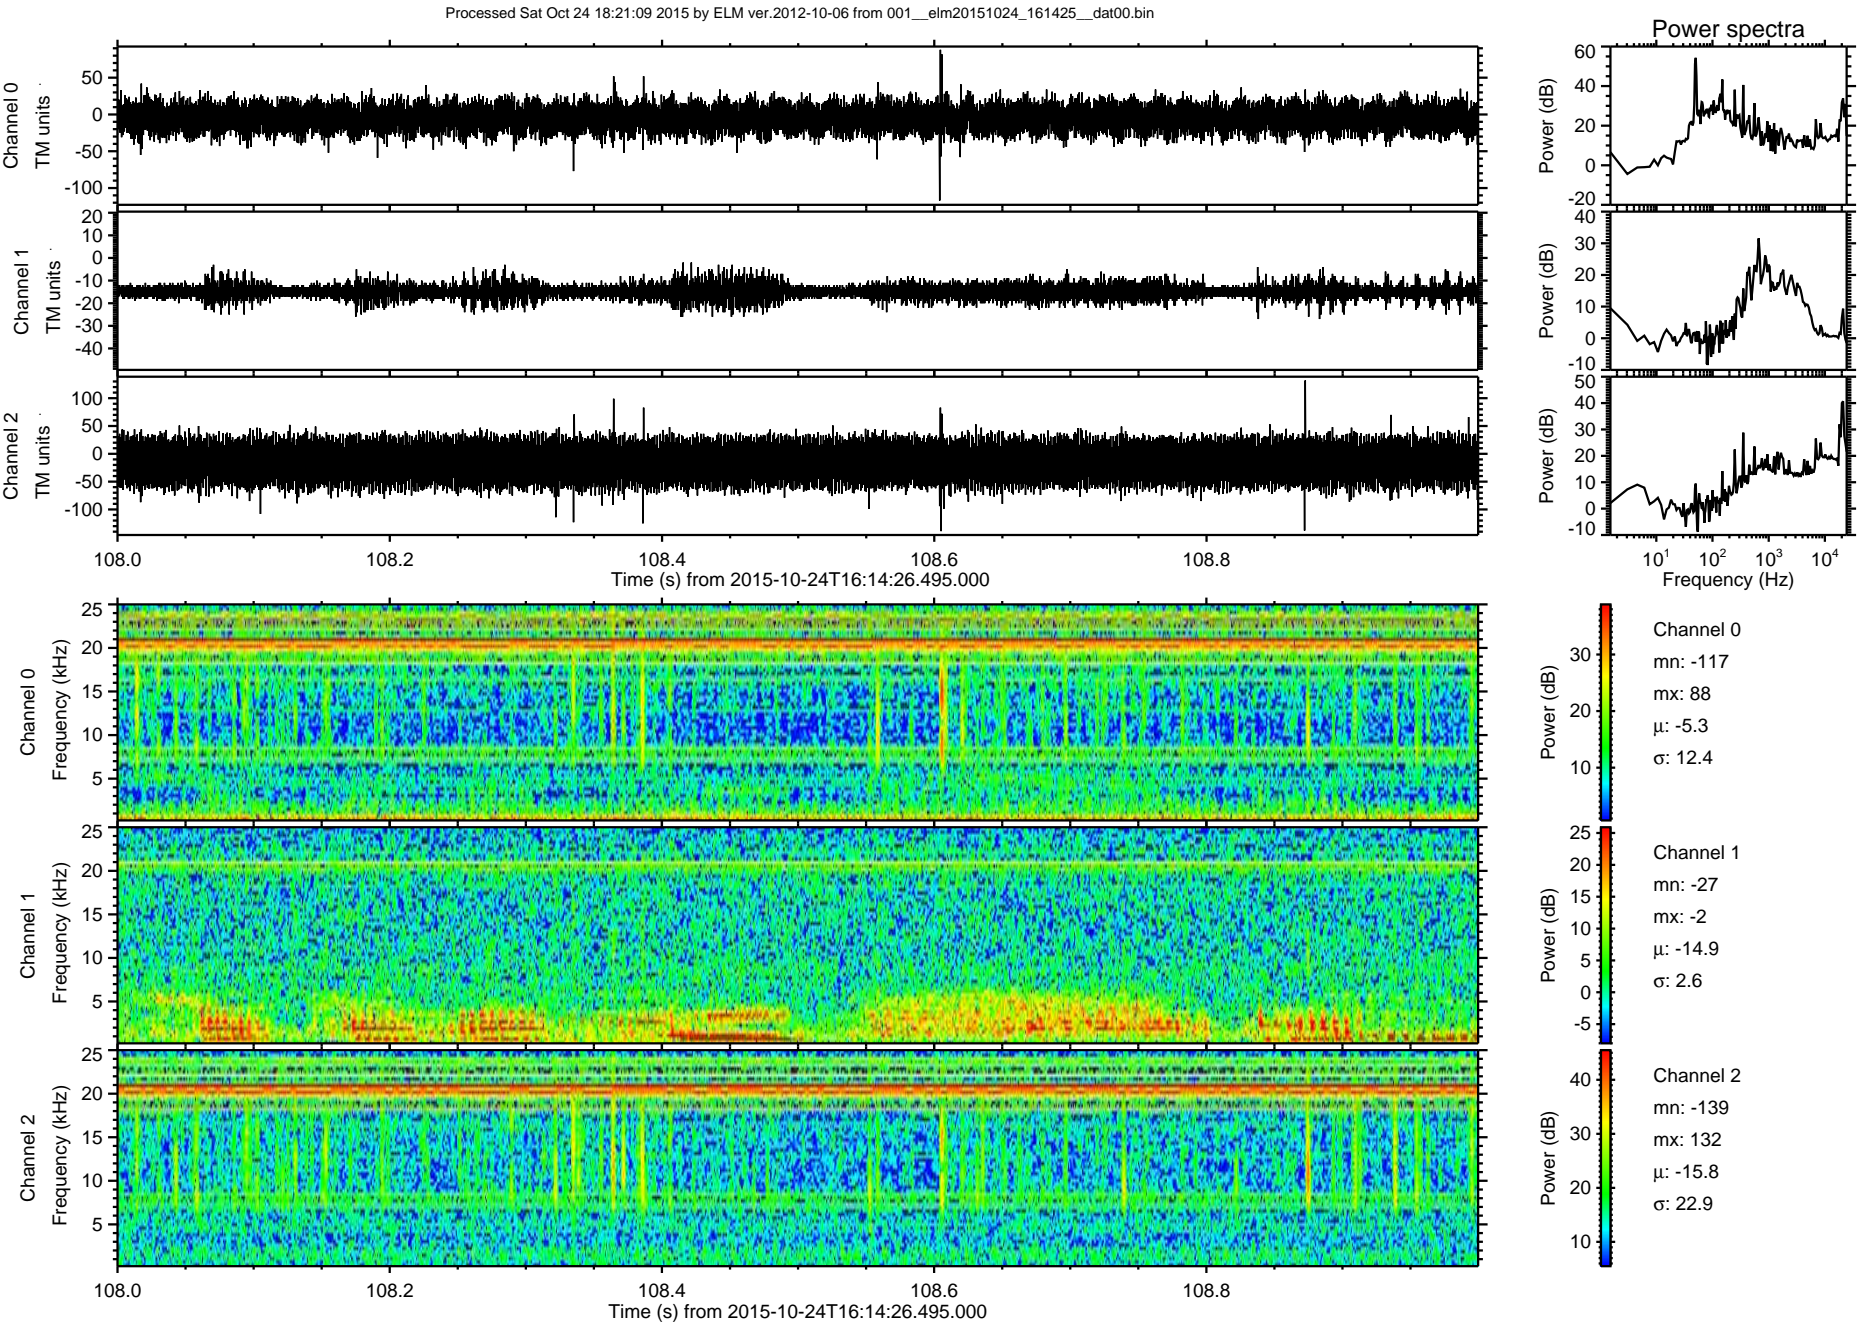 Processed Sat Oct 24 18:21:09 2015 by ELM ver.2012-10-06 from 001__elm20151024_161425__dat00.bin
Power spectra
Channel 0
TM units
50
0
-50
-100
Power (dB)
60
40
20
0
-20
Channel 1
TM units
20
10
0
-10
-20
-30
-40
Power (dB)
40
30
20
10
0
-10
Channel 2
TM units
100
50
0
-50
-100
Power (dB)
50
40
30
20
10
0
-10
108.0 108.2 108.4 108.6 108.8
Time (s) from 2015-10-24T16:14:26.495.000
10¹ 10² 10³ 10⁴
Frequency (Hz)
Channel 0
Frequency (kHz)
25
20
15
10
5
Power (dB)
30
20
10
Channel 0
mn: -117
mx: 88
μ: -5.3
σ: 12.4
Channel 1
Frequency (kHz)
25
20
15
10
5
Power (dB)
25
20
15
10
5
0
-5
Channel 1
mn: -27
mx: -2
μ: -14.9
σ: 2.6
Channel 2
Frequency (kHz)
25
20
15
10
5
Power (dB)
40
30
20
10
Channel 2
mn: -139
mx: 132
μ: -15.8
σ: 22.9
108.0 108.2 108.4 108.6 108.8
Time (s) from 2015-10-24T16:14:26.495.000